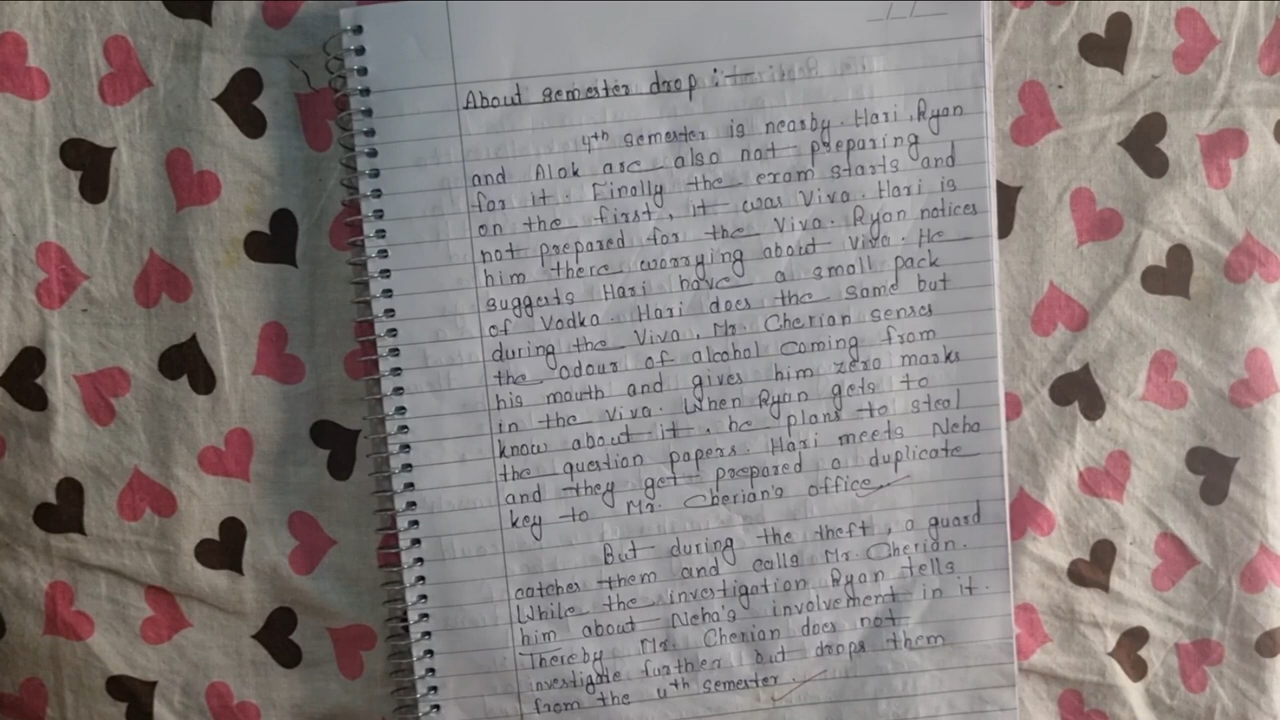 About semester drop :-
4th semester is nearby. Hari, Ryan
and Alok are also not preparing
for it. Finally the exam starts and
on the first, it was Viva. Hari is
not prepared for the Viva. Ryan notices
him there worrying about Viva. He
suggests Hari have a small pack
of Vodka. Hari does the same but
during the Viva, Mr. Cherian senses
the odour of alcohol coming from
his mouth and gives him zero marks
in the Viva. When Ryan gets to
know about it, he plans to steal
the question papers. Hari meets Neha
and they get prepared a duplicate
key to Mr. Cherian's office.
But during the theft, a guard
catches them and calls Mr. Cherian.
While the investigation Ryan tells
him about Neha's involvement in it.
Thereby Mr. Cherian does not
investigate further but drops them
from the 4th semester.